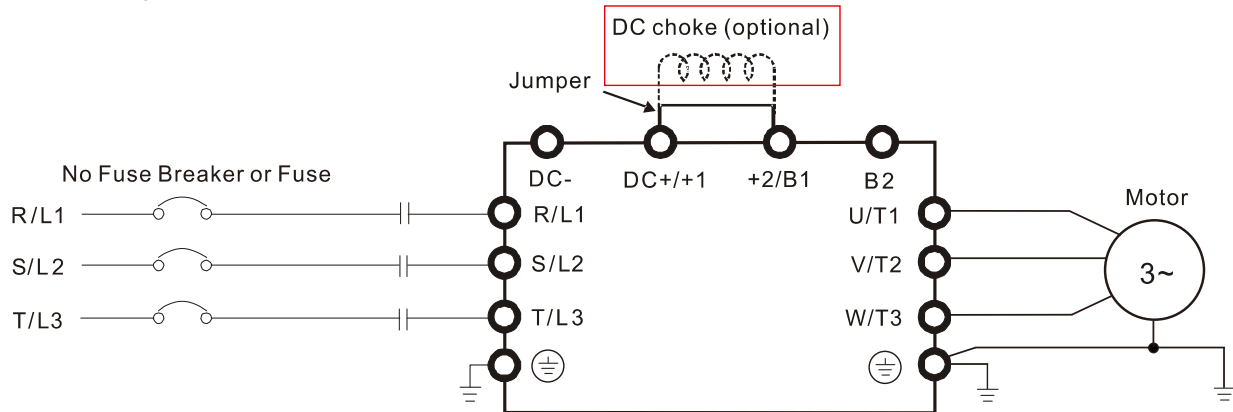 DC choke (optional)
Jumper
DC-
DC+/+1
+2/B1
B2
No Fuse Breaker or Fuse
R/L1
S/L2
T/L3
R/L1
S/L2
T/L3
U/T1
V/T2
W/T3
Motor
3~